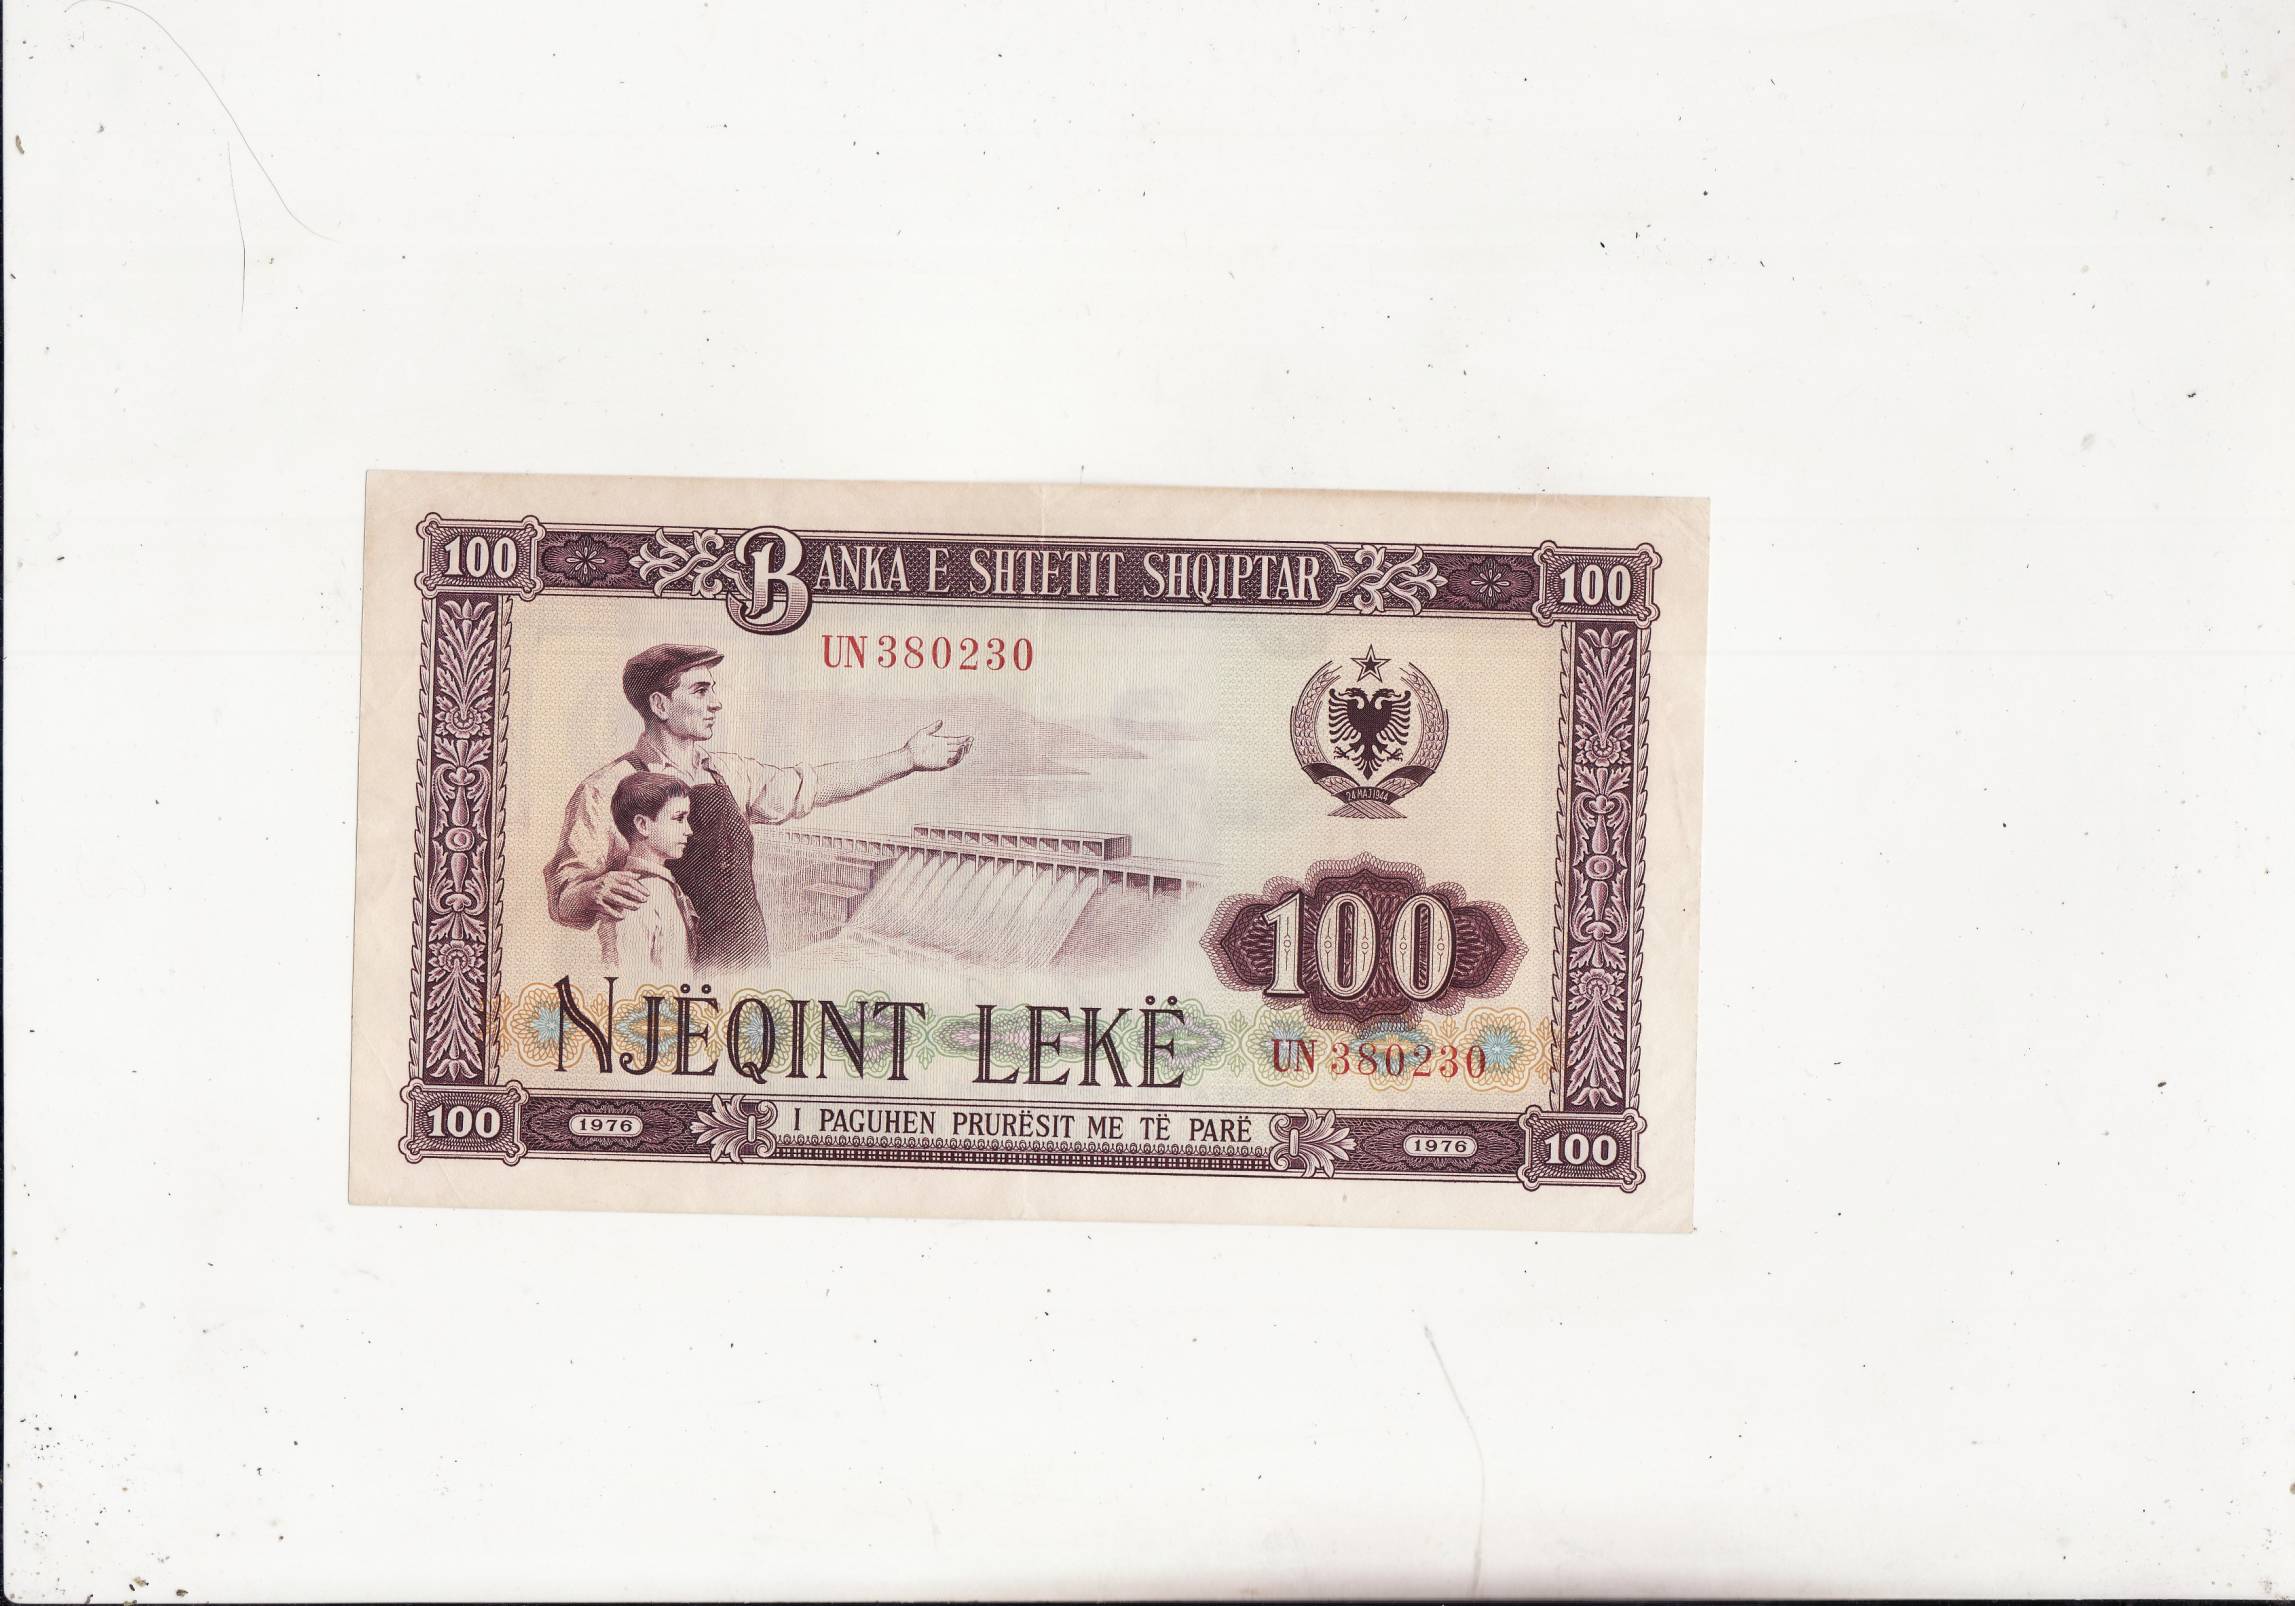 100 BANKA E SHTETIT SHQIPTAR 100
UN 380230
24 MAJ 1944
100
NJËQINT LEKË
UN 380230
100 1976 I PAGUHEN PRURËSIT ME TË PARË 1976 100